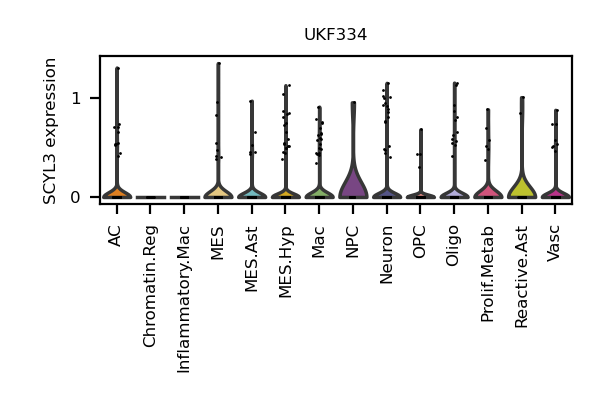 UKF334
SCYL3 expression
1
0
AC
Chromatin.Reg
Inflammatory.Mac
MES
MES.Ast
MES.Hyp
Mac
NPC
Neuron
OPC
Oligo
Prolif.Metab
Reactive.Ast
Vasc